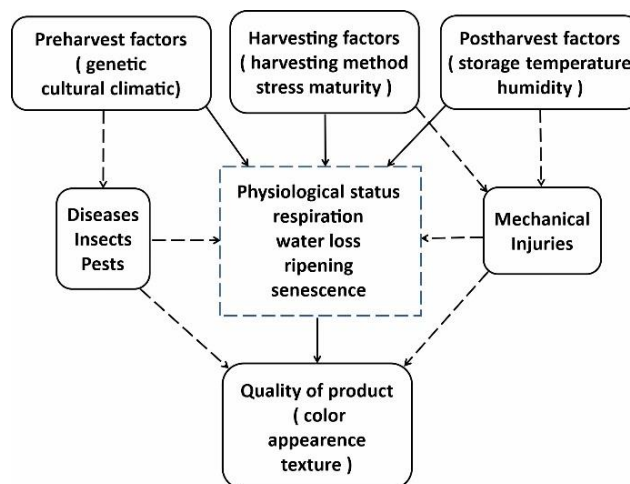 Preharvest factors
( genetic
cultural climatic)
Harvesting factors
( harvesting method
stress maturity )
Postharvest factors
( storage temperature
humidity )
Diseases
Insects
Pests
Physiological status
respiration
water loss
ripening
senescence
Mechanical
Injuries
Quality of product
( color
appearence
texture )